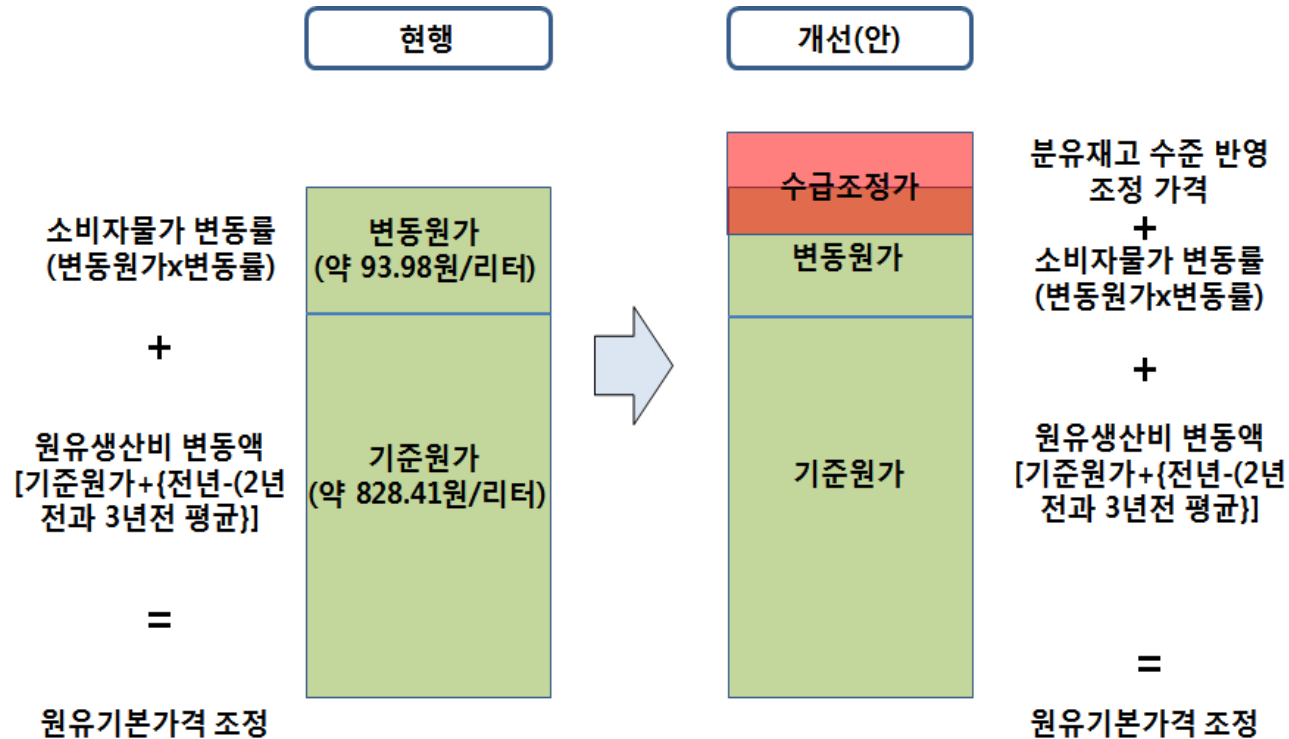 현행
개선(안)
소비자물가 변동률
(변동원가x변동률)
+
원유생산비 변동액
[기준원가+{전년-(2년
전과 3년전 평균}]
=
원유기본가격 조정
변동원가
(약 93.98원/리터)
기준원가
(약 828.41원/리터)
수급조정가
변동원가
기준원가
분유재고 수준 반영
조정 가격
+
소비자물가 변동률
(변동원가x변동률)
+
원유생산비 변동액
[기준원가+{전년-(2년
전과 3년전 평균}]
=
원유기본가격 조정